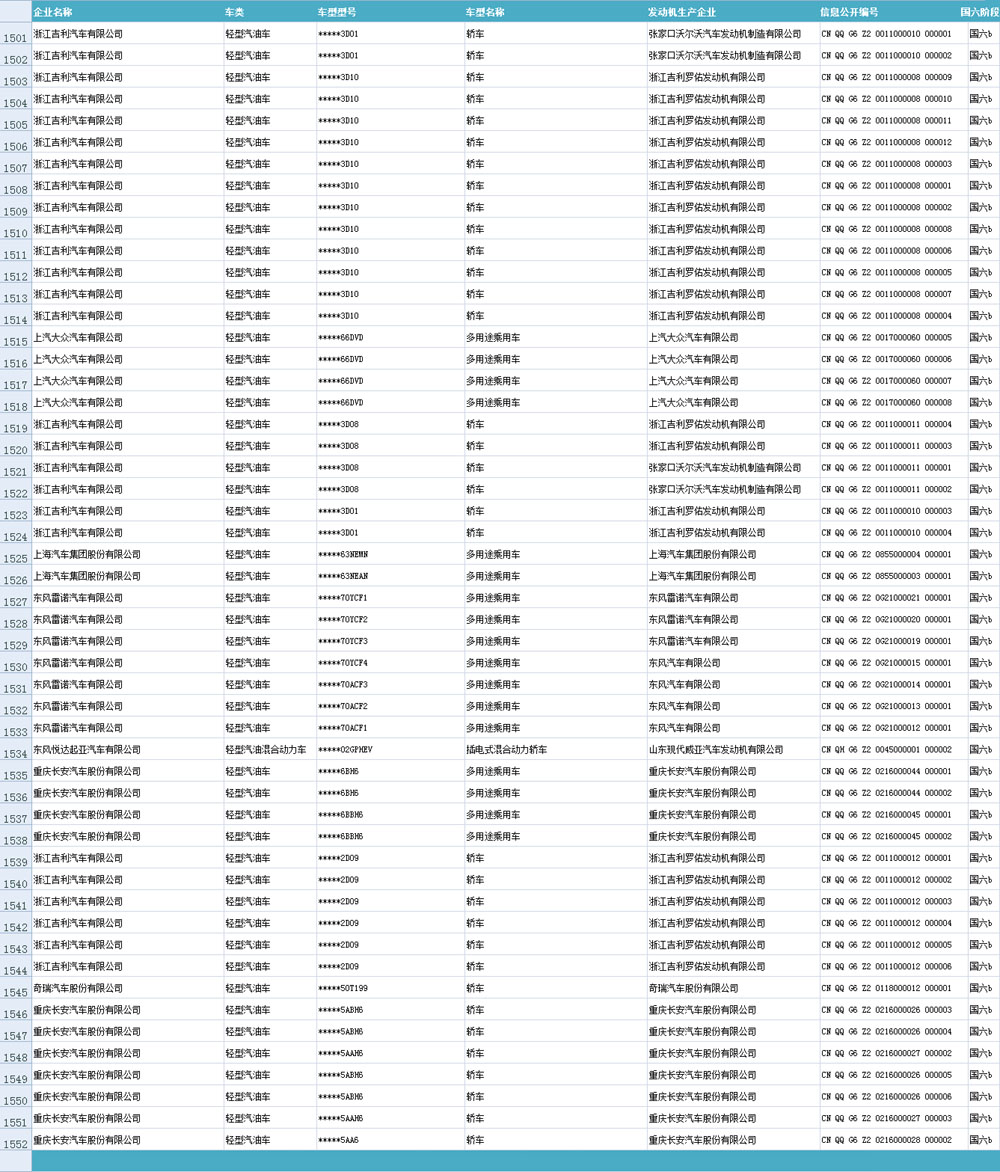 企业名称 车类 车型型号 车型名称 发动机生产企业 信息公开编号 国六阶段
1501 浙江吉利汽车有限公司 轻型汽油车 *****3D01 轿车 张家口沃尔沃汽车发动机制造有限公司 CN QQ G6 Z2 0011000010 000001 国六b
1502 浙江吉利汽车有限公司 轻型汽油车 *****3D01 轿车 张家口沃尔沃汽车发动机制造有限公司 CN QQ G6 Z2 0011000010 000002 国六b
1503 浙江吉利汽车有限公司 轻型汽油车 *****3D10 轿车 浙江吉利罗佑发动机有限公司 CN QQ G6 Z2 0011000008 000009 国六b
1504 浙江吉利汽车有限公司 轻型汽油车 *****3D10 轿车 浙江吉利罗佑发动机有限公司 CN QQ G6 Z2 0011000008 000010 国六b
1505 浙江吉利汽车有限公司 轻型汽油车 *****3D10 轿车 浙江吉利罗佑发动机有限公司 CN QQ G6 Z2 0011000008 000011 国六b
1506 浙江吉利汽车有限公司 轻型汽油车 *****3D10 轿车 浙江吉利罗佑发动机有限公司 CN QQ G6 Z2 0011000008 000012 国六b
1507 浙江吉利汽车有限公司 轻型汽油车 *****3D10 轿车 浙江吉利罗佑发动机有限公司 CN QQ G6 Z2 0011000008 000003 国六b
1508 浙江吉利汽车有限公司 轻型汽油车 *****3D10 轿车 浙江吉利罗佑发动机有限公司 CN QQ G6 Z2 0011000008 000001 国六b
1509 浙江吉利汽车有限公司 轻型汽油车 *****3D10 轿车 浙江吉利罗佑发动机有限公司 CN QQ G6 Z2 0011000008 000002 国六b
1510 浙江吉利汽车有限公司 轻型汽油车 *****3D10 轿车 浙江吉利罗佑发动机有限公司 CN QQ G6 Z2 0011000008 000008 国六b
1511 浙江吉利汽车有限公司 轻型汽油车 *****3D10 轿车 浙江吉利罗佑发动机有限公司 CN QQ G6 Z2 0011000008 000006 国六b
1512 浙江吉利汽车有限公司 轻型汽油车 *****3D10 轿车 浙江吉利罗佑发动机有限公司 CN QQ G6 Z2 0011000008 000005 国六b
1513 浙江吉利汽车有限公司 轻型汽油车 *****3D10 轿车 浙江吉利罗佑发动机有限公司 CN QQ G6 Z2 0011000008 000007 国六b
1514 浙江吉利汽车有限公司 轻型汽油车 *****3D10 轿车 浙江吉利罗佑发动机有限公司 CN QQ G6 Z2 0011000008 000004 国六b
1515 上汽大众汽车有限公司 轻型汽油车 *****66DVD 多用途乘用车 上汽大众汽车有限公司 CN QQ G6 Z2 0017000060 000005 国六b
1516 上汽大众汽车有限公司 轻型汽油车 *****66DVD 多用途乘用车 上汽大众汽车有限公司 CN QQ G6 Z2 0017000060 000006 国六b
1517 上汽大众汽车有限公司 轻型汽油车 *****66DVD 多用途乘用车 上汽大众汽车有限公司 CN QQ G6 Z2 0017000060 000007 国六b
1518 上汽大众汽车有限公司 轻型汽油车 *****66DVD 多用途乘用车 上汽大众汽车有限公司 CN QQ G6 Z2 0017000060 000008 国六b
1519 浙江吉利汽车有限公司 轻型汽油车 *****3D08 轿车 浙江吉利罗佑发动机有限公司 CN QQ G6 Z2 0011000011 000004 国六b
1520 浙江吉利汽车有限公司 轻型汽油车 *****3D08 轿车 浙江吉利罗佑发动机有限公司 CN QQ G6 Z2 0011000011 000003 国六b
1521 浙江吉利汽车有限公司 轻型汽油车 *****3D08 轿车 张家口沃尔沃汽车发动机制造有限公司 CN QQ G6 Z2 0011000011 000001 国六b
1522 浙江吉利汽车有限公司 轻型汽油车 *****3D08 轿车 张家口沃尔沃汽车发动机制造有限公司 CN QQ G6 Z2 0011000011 000002 国六b
1523 浙江吉利汽车有限公司 轻型汽油车 *****3D01 轿车 浙江吉利罗佑发动机有限公司 CN QQ G6 Z2 0011000010 000003 国六b
1524 浙江吉利汽车有限公司 轻型汽油车 *****3D01 轿车 浙江吉利罗佑发动机有限公司 CN QQ G6 Z2 0011000010 000004 国六b
1525 上海汽车集团股份有限公司 轻型汽油车 *****63NEMN 多用途乘用车 上海汽车集团股份有限公司 CN QQ G6 Z2 0855000004 000001 国六b
1526 上海汽车集团股份有限公司 轻型汽油车 *****63NEAN 多用途乘用车 上海汽车集团股份有限公司 CN QQ G6 Z2 0855000003 000001 国六b
1527 东风雷诺汽车有限公司 轻型汽油车 *****70YCF1 多用途乘用车 东风雷诺汽车有限公司 CN QQ G6 Z2 0G21000021 000001 国六b
1528 东风雷诺汽车有限公司 轻型汽油车 *****70YCF2 多用途乘用车 东风雷诺汽车有限公司 CN QQ G6 Z2 0G21000020 000001 国六b
1529 东风雷诺汽车有限公司 轻型汽油车 *****70YCF3 多用途乘用车 东风雷诺汽车有限公司 CN QQ G6 Z2 0G21000019 000001 国六b
1530 东风雷诺汽车有限公司 轻型汽油车 *****70YCF4 多用途乘用车 东风汽车有限公司 CN QQ G6 Z2 0G21000015 000001 国六b
1531 东风雷诺汽车有限公司 轻型汽油车 *****70ACF3 多用途乘用车 东风汽车有限公司 CN QQ G6 Z2 0G21000014 000001 国六b
1532 东风雷诺汽车有限公司 轻型汽油车 *****70ACF2 多用途乘用车 东风汽车有限公司 CN QQ G6 Z2 0G21000013 000001 国六b
1533 东风雷诺汽车有限公司 轻型汽油车 *****70ACF1 多用途乘用车 东风汽车有限公司 CN QQ G6 Z2 0G21000012 000001 国六b
1534 东风悦达起亚汽车有限公司 轻型汽油混合动力车 *****02GPHEV 插电式混合动力轿车 山东现代威亚汽车发动机有限公司 CN QH G6 Z2 0045000001 000002 国六b
1535 重庆长安汽车股份有限公司 轻型汽油车 *****6BH6 多用途乘用车 重庆长安汽车股份有限公司 CN QQ G6 Z2 0216000044 000001 国六b
1536 重庆长安汽车股份有限公司 轻型汽油车 *****6BH6 多用途乘用车 重庆长安汽车股份有限公司 CN QQ G6 Z2 0216000044 000002 国六b
1537 重庆长安汽车股份有限公司 轻型汽油车 *****6BBH6 多用途乘用车 重庆长安汽车股份有限公司 CN QQ G6 Z2 0216000045 000001 国六b
1538 重庆长安汽车股份有限公司 轻型汽油车 *****6BBH6 多用途乘用车 重庆长安汽车股份有限公司 CN QQ G6 Z2 0216000045 000002 国六b
1539 浙江吉利汽车有限公司 轻型汽油车 *****2D09 轿车 浙江吉利罗佑发动机有限公司 CN QQ G6 Z2 0011000012 000001 国六b
1540 浙江吉利汽车有限公司 轻型汽油车 *****2D09 轿车 浙江吉利罗佑发动机有限公司 CN QQ G6 Z2 0011000012 000002 国六b
1541 浙江吉利汽车有限公司 轻型汽油车 *****2D09 轿车 浙江吉利罗佑发动机有限公司 CN QQ G6 Z2 0011000012 000003 国六b
1542 浙江吉利汽车有限公司 轻型汽油车 *****2D09 轿车 浙江吉利罗佑发动机有限公司 CN QQ G6 Z2 0011000012 000004 国六b
1543 浙江吉利汽车有限公司 轻型汽油车 *****2D09 轿车 浙江吉利罗佑发动机有限公司 CN QQ G6 Z2 0011000012 000005 国六b
1544 浙江吉利汽车有限公司 轻型汽油车 *****2D09 轿车 浙江吉利罗佑发动机有限公司 CN QQ G6 Z2 0011000012 000006 国六b
1545 奇瑞汽车股份有限公司 轻型汽油车 *****50T199 轿车 奇瑞汽车股份有限公司 CN QQ G6 Z2 0118000012 000001 国六b
1546 重庆长安汽车股份有限公司 轻型汽油车 *****5ABH6 轿车 重庆长安汽车股份有限公司 CN QQ G6 Z2 0216000026 000003 国六b
1547 重庆长安汽车股份有限公司 轻型汽油车 *****5ABH6 轿车 重庆长安汽车股份有限公司 CN QQ G6 Z2 0216000026 000004 国六b
1548 重庆长安汽车股份有限公司 轻型汽油车 *****5AAH6 轿车 重庆长安汽车股份有限公司 CN QQ G6 Z2 0216000027 000002 国六b
1549 重庆长安汽车股份有限公司 轻型汽油车 *****5ABH6 轿车 重庆长安汽车股份有限公司 CN QQ G6 Z2 0216000026 000005 国六b
1550 重庆长安汽车股份有限公司 轻型汽油车 *****5ABH6 轿车 重庆长安汽车股份有限公司 CN QQ G6 Z2 0216000026 000006 国六b
1551 重庆长安汽车股份有限公司 轻型汽油车 *****5AAH6 轿车 重庆长安汽车股份有限公司 CN QQ G6 Z2 0216000027 000003 国六b
1552 重庆长安汽车股份有限公司 轻型汽油车 *****5AA6 轿车 重庆长安汽车股份有限公司 CN QQ G6 Z2 0216000028 000002 国六b